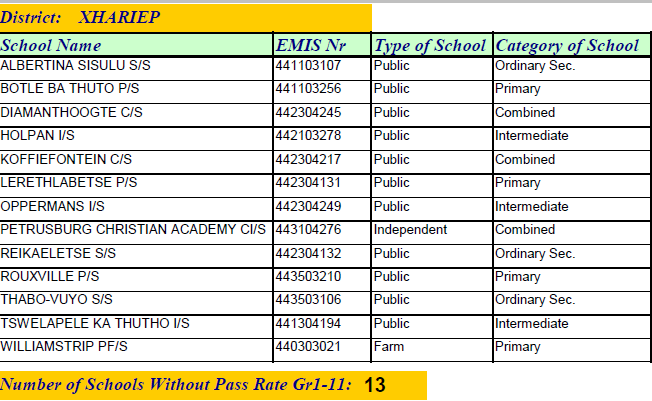 District: XHARIEP
School Name EMIS Nr Type of School Category of School
ALBERTINA SISULU S/S 441103107 Public Ordinary Sec.
BOTLE BA THUTO P/S 441103256 Public Primary
DIAMANTHOOGTE C/S 442304245 Public Combined
HOLPAN I/S 442103278 Public Intermediate
KOFFIEFONTEIN C/S 442304217 Public Combined
LERETHLABETSE P/S 442304131 Public Primary
OPPERMANS I/S 442304249 Public Intermediate
PETRUSBURG CHRISTIAN ACADEMY CI/S 443104276 Independent Combined
REIKAELETSE S/S 442304132 Public Ordinary Sec.
ROUXVILLE P/S 443503210 Public Primary
THABO-VUYO S/S 443503106 Public Ordinary Sec.
TSWELAPELE KA THUTHO I/S 441304194 Public Intermediate
WILLIAMSTRIP PF/S 440303021 Farm Primary
Number of Schools Without Pass Rate Gr1-11: 13